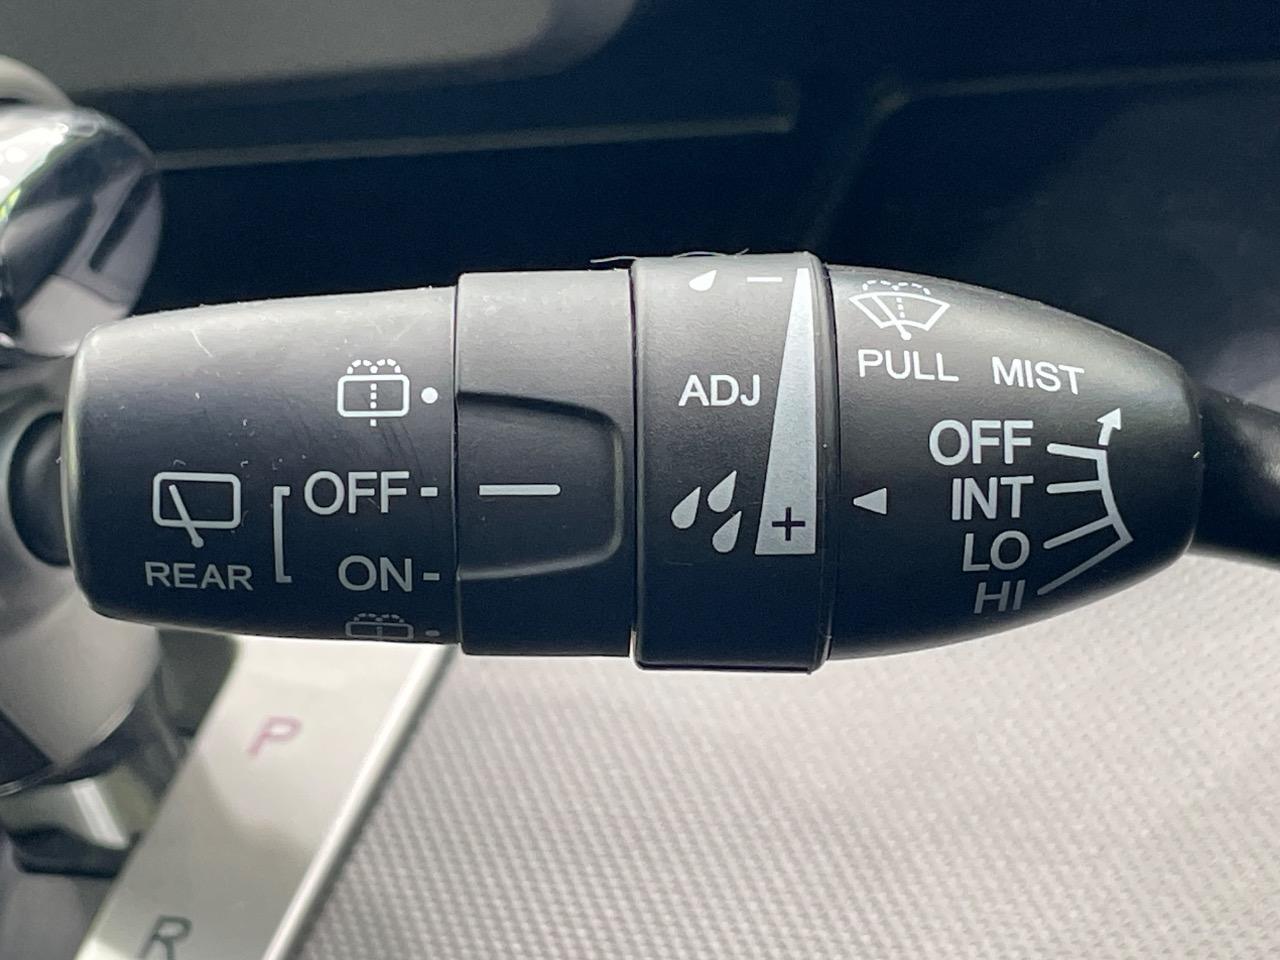 PULL MIST
ADJ
OFF
INT
LO
HI
OFF
ON
REAR
P
R